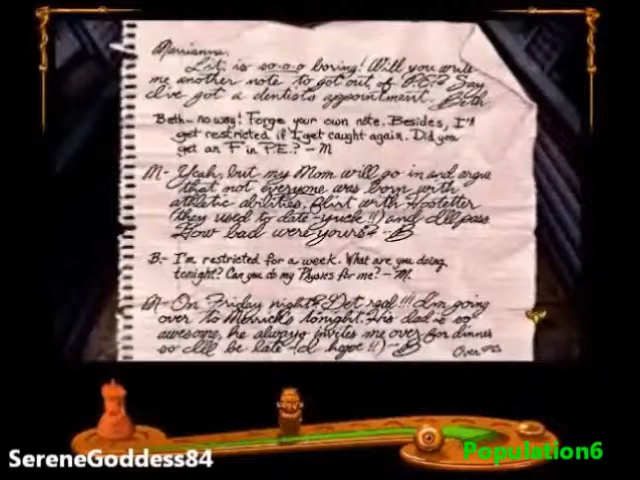 Marrianne,
Lit. is so-o-o boring! Will you write
me another note to got out of P.E.? Say
I've got a dentists appointment. Beth
Beth- no way! Forge your own note. Besides, I'll
get restricted if I get caught again. Did you
get an F in P.E.? - M
M- Yeah, but my Mom will go in and argue
that not everyone was born with
athletic abilities, flirt with Hostetter
(they used to date -yuck!!) and I'll pass
How bad were yours? - B
B- I'm restricted for a week. What are you doing
tonight? Can you do my Physics for me? - M.
M- On Friday night? Get real!!! I'm going
over to Merricks tonight. His dad is so
awesome, he always invites me over for dinner
so I'll be late -(I hope!!) - B
Over
SereneGoddess84
Population6